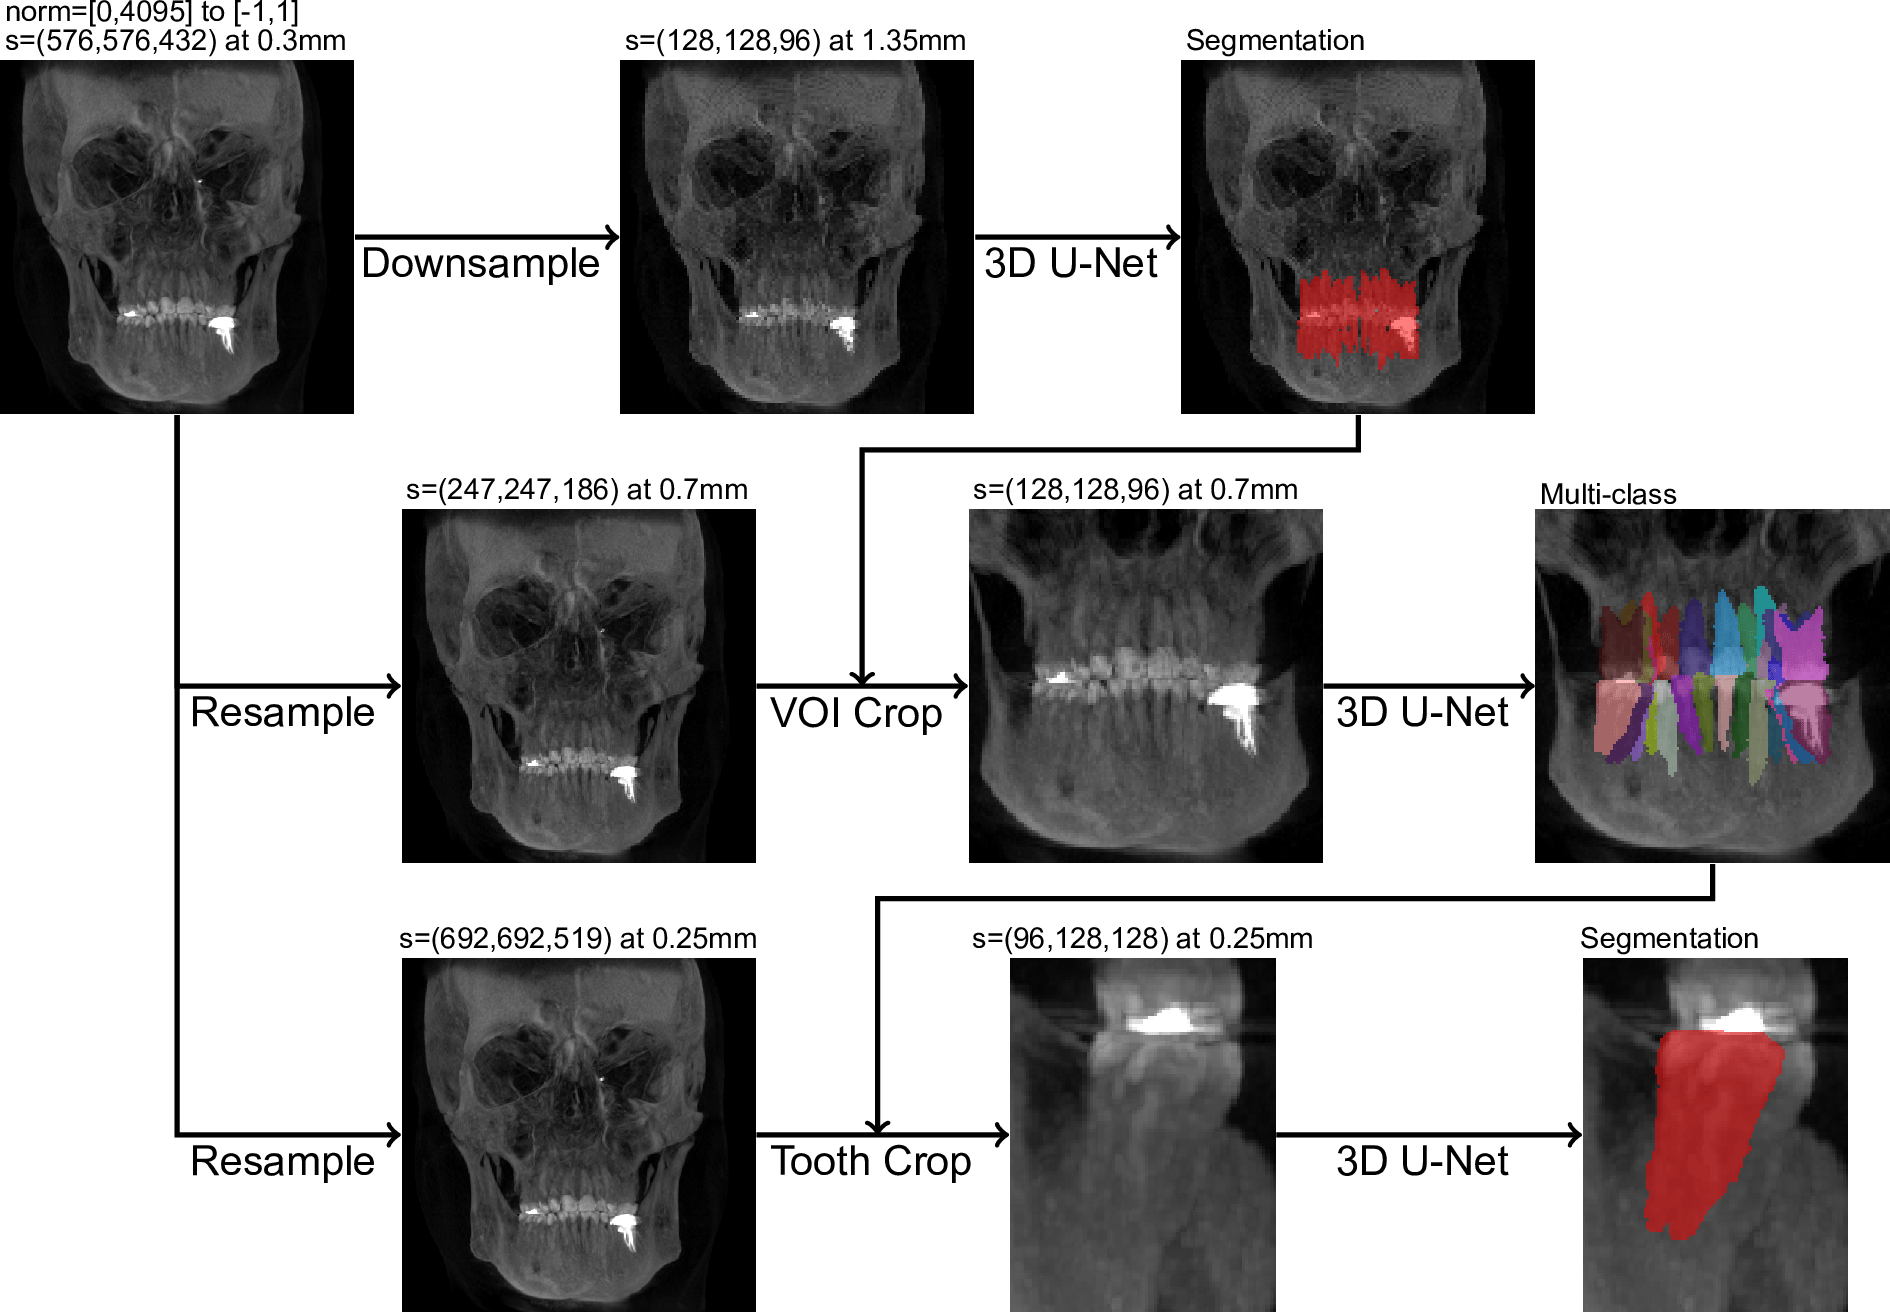 norm=[0,4095] to [-1,1]
s=(576,576,432) at 0.3mm
s=(128,128,96) at 1.35mm
Segmentation
Downsample
3D U-Net
s=(247,247,186) at 0.7mm
s=(128,128,96) at 0.7mm
Multi-class
Resample
VOI Crop
3D U-Net
s=(692,692,519) at 0.25mm
s=(96,128,128) at 0.25mm
Segmentation
Resample
Tooth Crop
3D U-Net